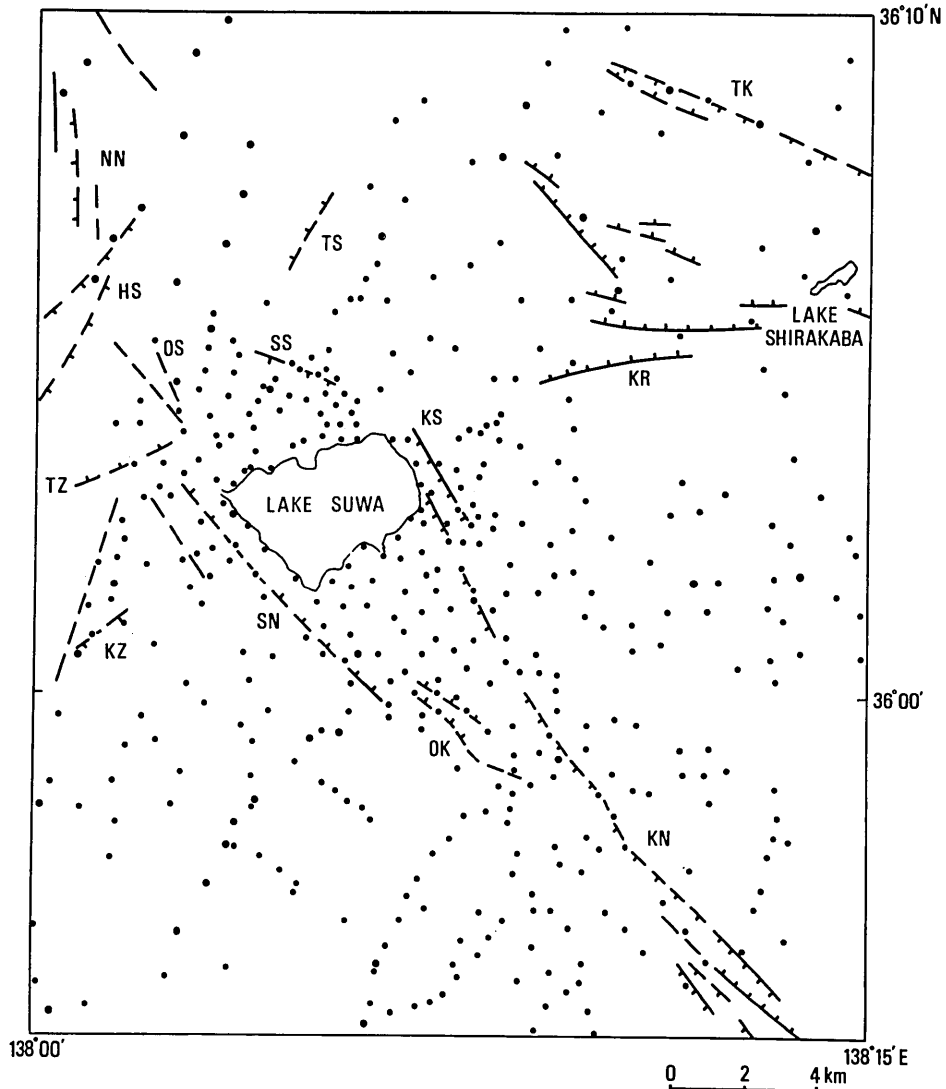 36°10'N
TK
NN
TS
HS
LAKE
SHIRAKABA
OS
SS
KR
KS
TZ
LAKE SUWA
SN
KZ
36°00'
OK
KN
138°00'
138°15'E
0 2 4 km